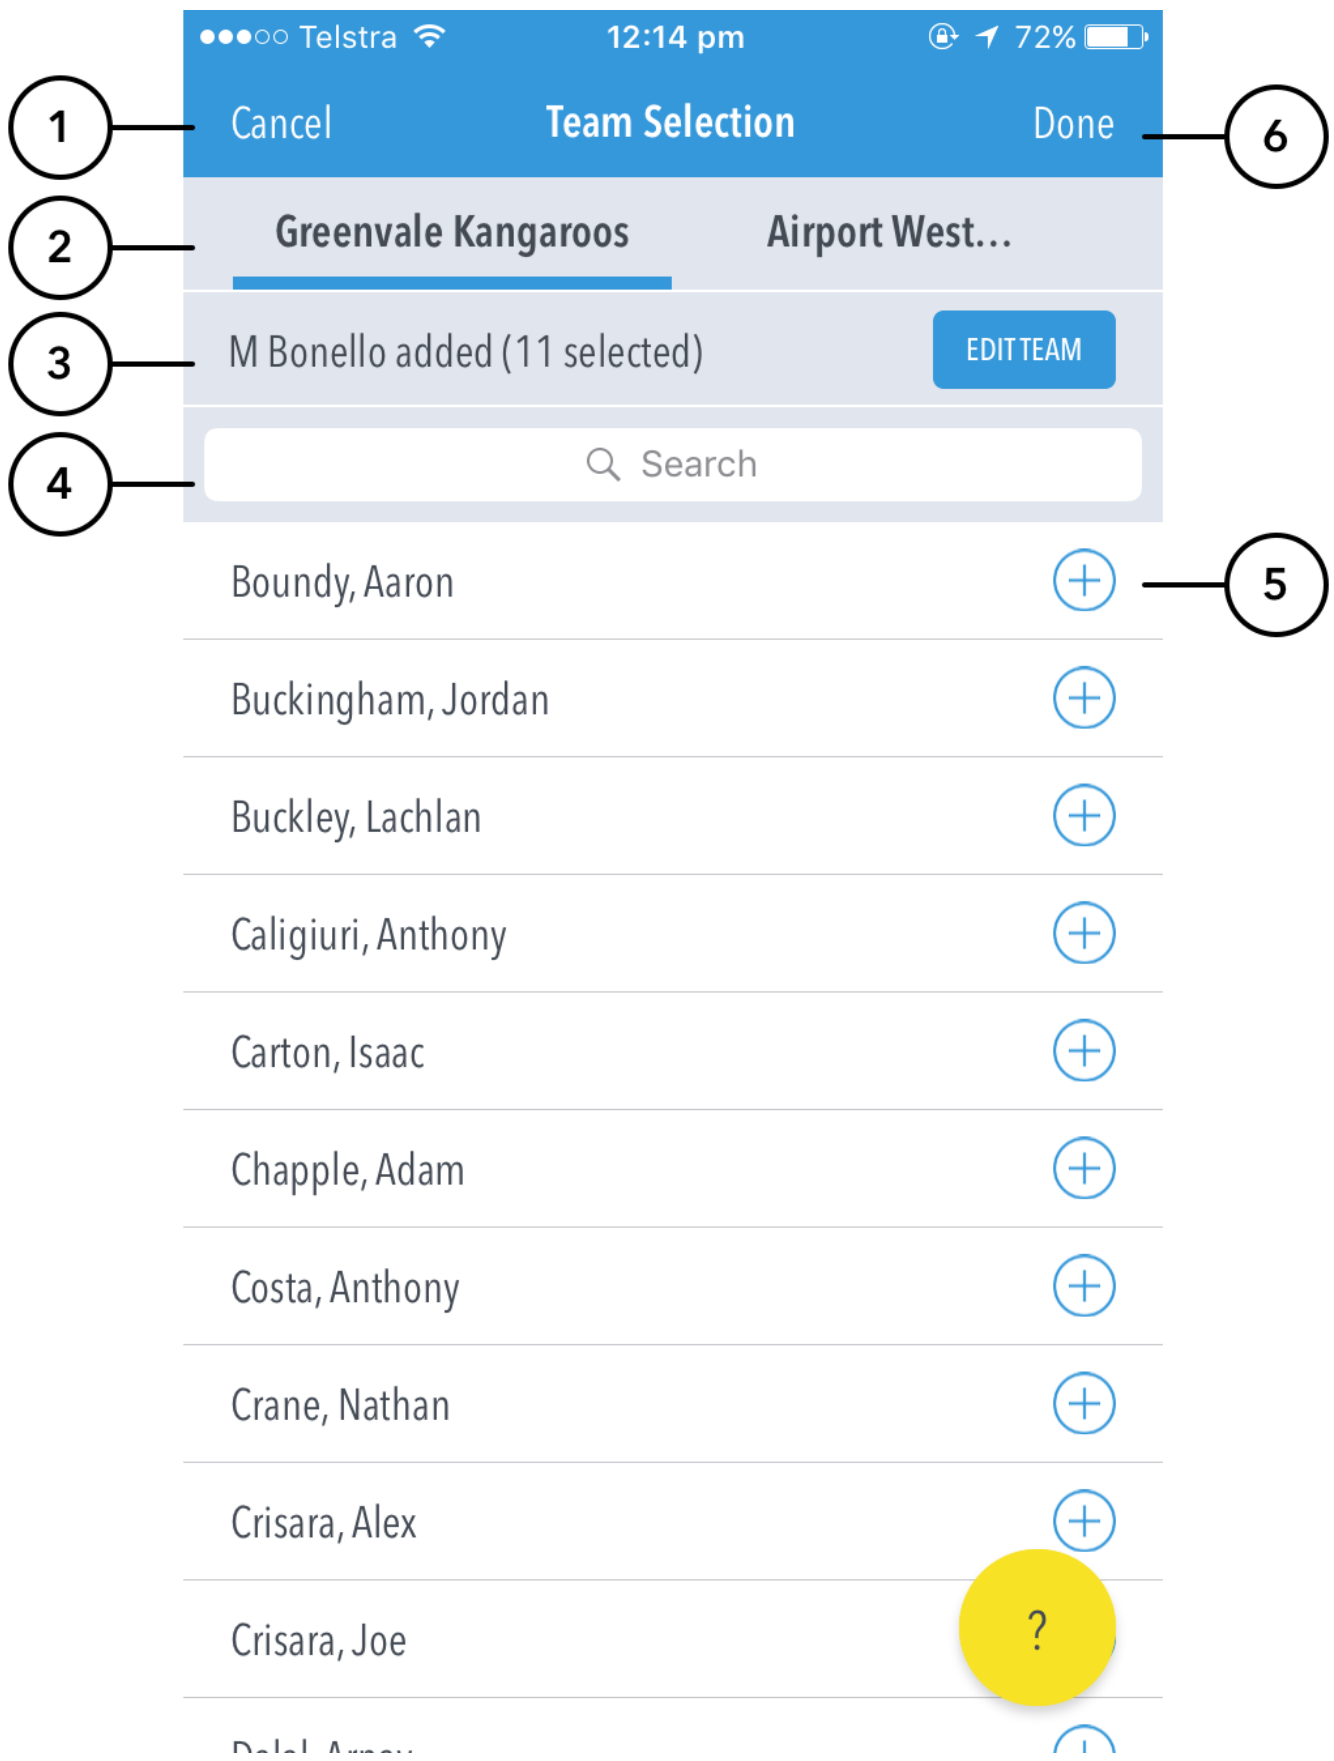 Telstra 12:14 pm 72%
1 Cancel Team Selection Done 6
2 Greenvale Kangaroos Airport West...
3 M Bonello added (11 selected) EDIT TEAM
4 Search
Boundy, Aaron 5
Buckingham, Jordan
Buckley, Lachlan
Caligiuri, Anthony
Carton, Isaac
Chapple, Adam
Costa, Anthony
Crane, Nathan
Crisara, Alex
Crisara, Joe ?